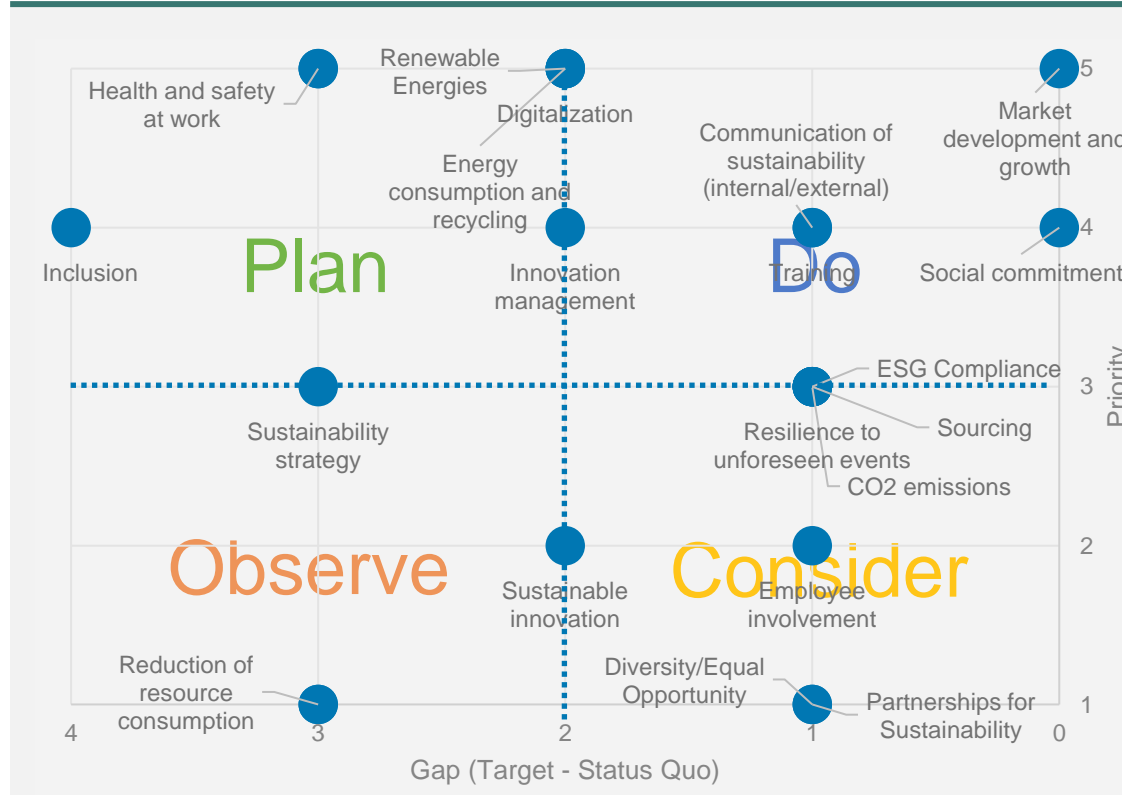 Renewable
Energies
Health and safety
at work
Digitalization
Energy
consumption and
recycling
Communication of
sustainability
(internal/external)
Market
development and
growth
5
4
Inclusion
Plan
Innovation
management
Do
Training
Social commitment
Priority
ESG Compliance
3
Sustainability
strategy
Resilience to
unforeseen events
Sourcing
CO2 emissions
2
Observe
Sustainable
innovation
Consider
Employee
involvement
Reduction of
resource
consumption
Diversity/Equal
Opportunity
Partnerships for
Sustainability
1
4 3 2 1 0
Gap (Target - Status Quo)